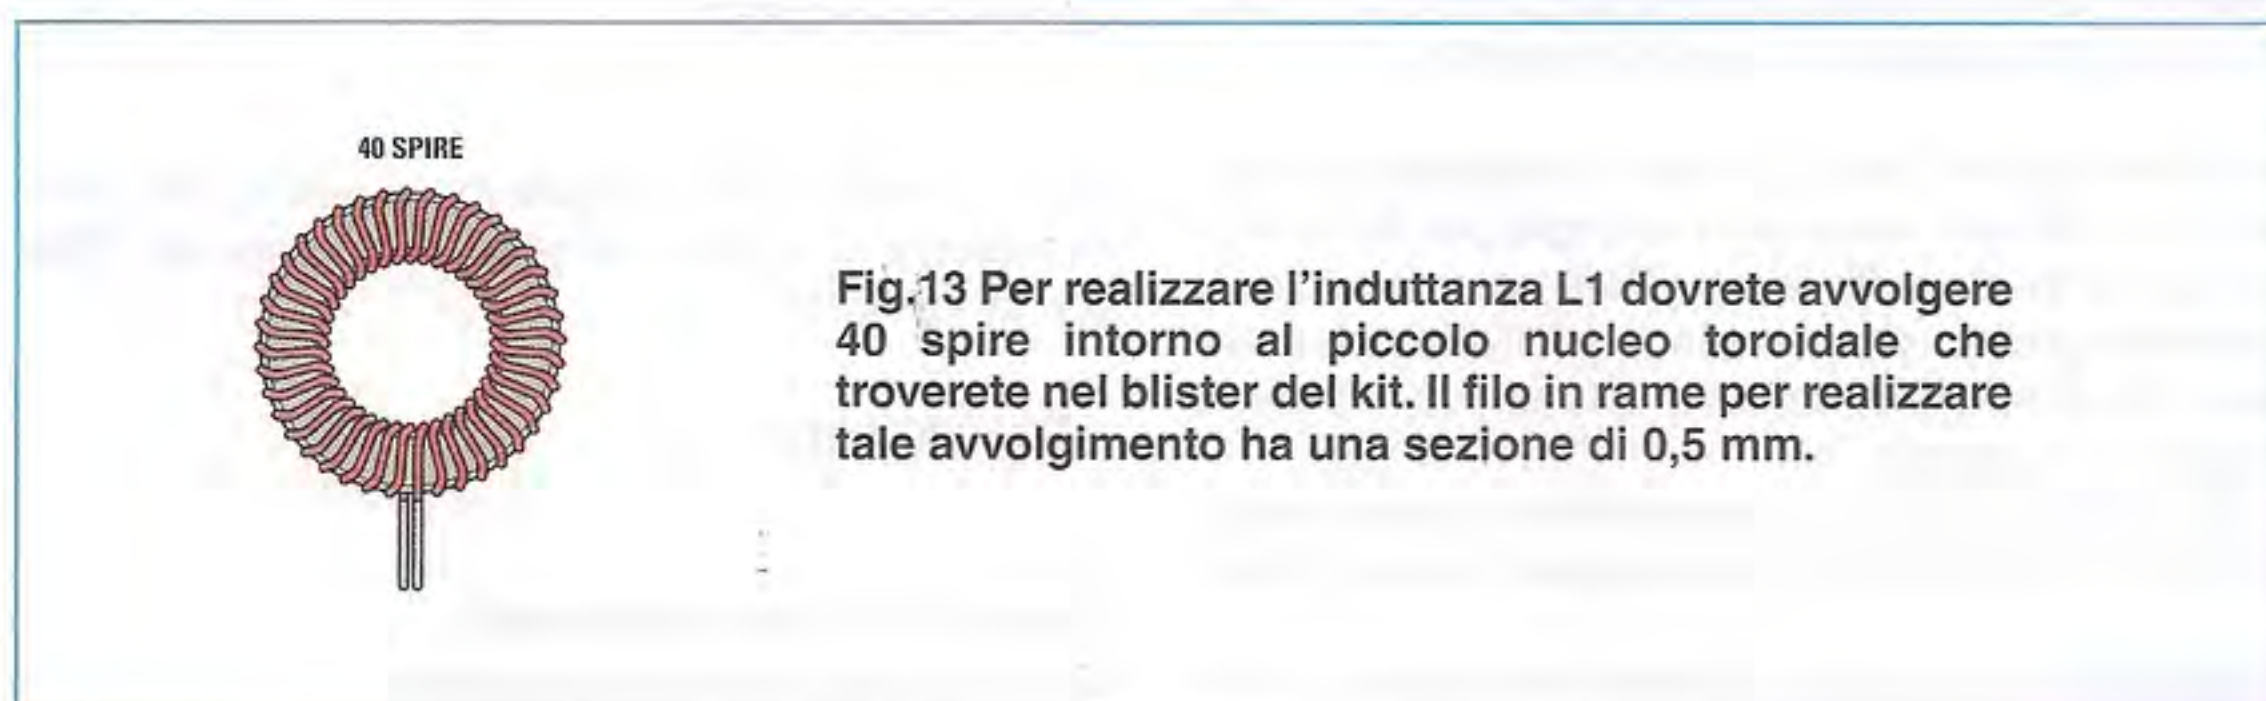 40 SPIRE
Fig.13 Per realizzare l'induttanza L1 dovrete avvolgere
40 spire intorno al piccolo nucleo toroidale che
troverete nel blister del kit. Il filo in rame per realizzare
tale avvolgimento ha una sezione di 0,5 mm.